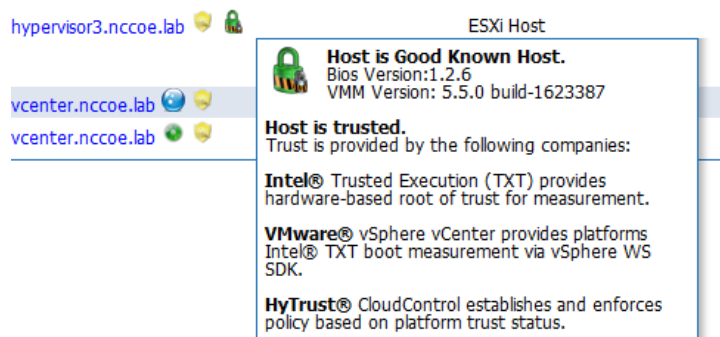 hypervisor3.nccoe.lab ESXi Host
Host is Good Known Host.
Bios Version:1.2.6
VMM Version: 5.5.0 build-1623387
vcenter.nccoe.lab
vcenter.nccoe.lab
Host is trusted.
Trust is provided by the following companies:
Intel® Trusted Execution (TXT) provides
hardware-based root of trust for measurement.
VMware® vSphere vCenter provides platforms
Intel® TXT boot measurement via vSphere WS
SDK.
HyTrust® CloudControl establishes and enforces
policy based on platform trust status.